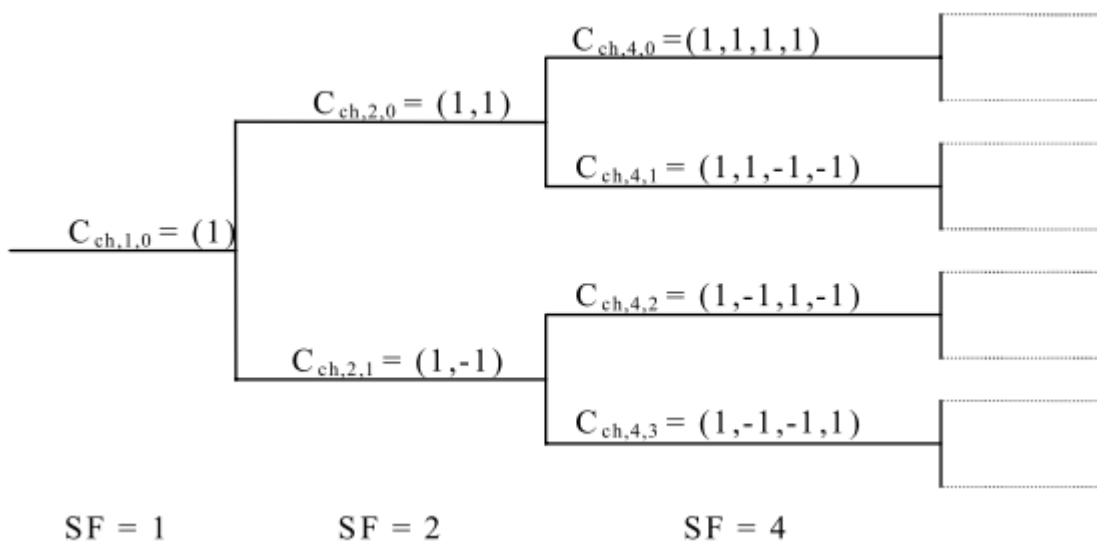 C ch,4,0 =(1,1,1,1)
C ch,2,0 = (1,1)
C ch,4,1 = (1,1,-1,-1)
C ch,1,0 = (1)
C ch,4,2 = (1,-1,1,-1)
C ch,2,1 = (1,-1)
C ch,4,3 = (1,-1,-1,1)
SF = 1 SF = 2 SF = 4